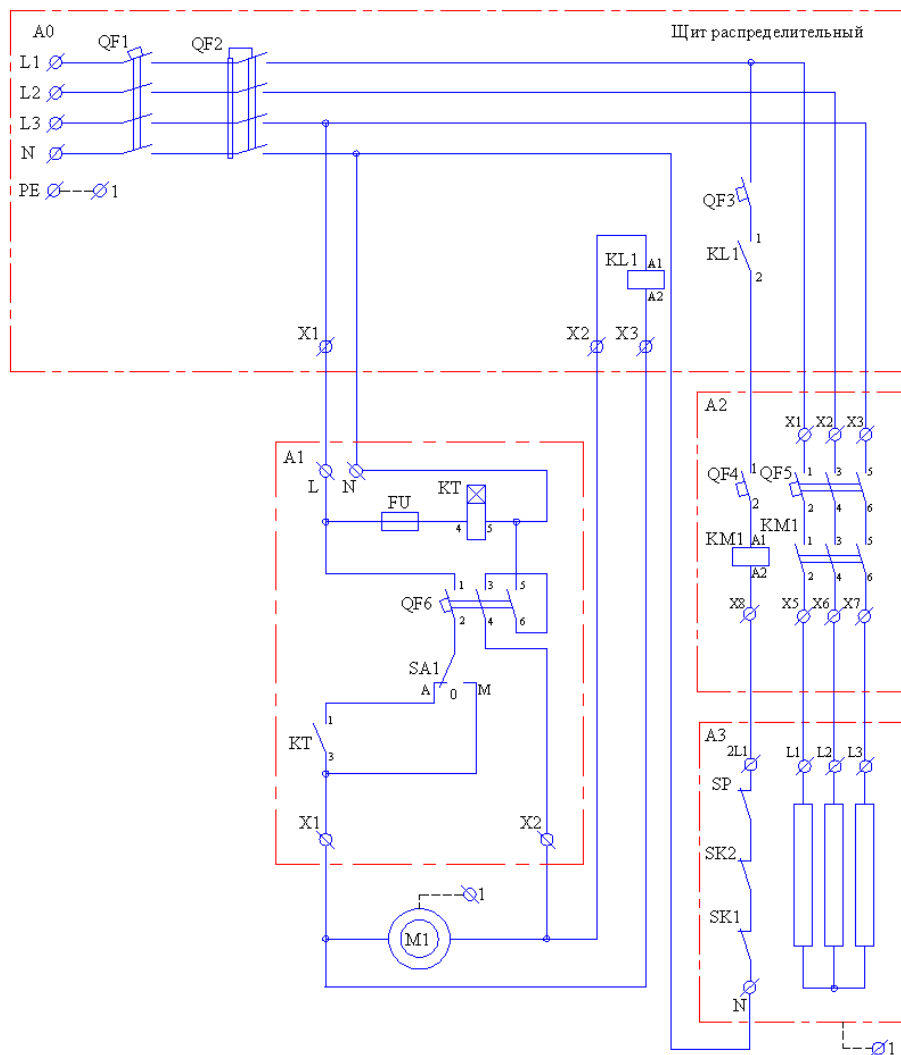 A0
QF1
QF2
Щит распределительный
L1
L2
L3
N
PE
1
QF3
1
KL1
2
KL1
A1
A2
X1
X2
X3
A2
X1
X2
X3
A1
L
N
KT
FU
4
5
QF4
1
2
QF5
1
3
5
2
4
6
KM1
A1
A2
KM1
1
3
5
2
4
6
QF6
1
3
5
2
4
6
X8
X5
X6
X7
SA1
A
0
M
KT
1
3
A3
2L1
L1
L2
L3
SP
X1
X2
SK2
SK1
1
M1
N
1